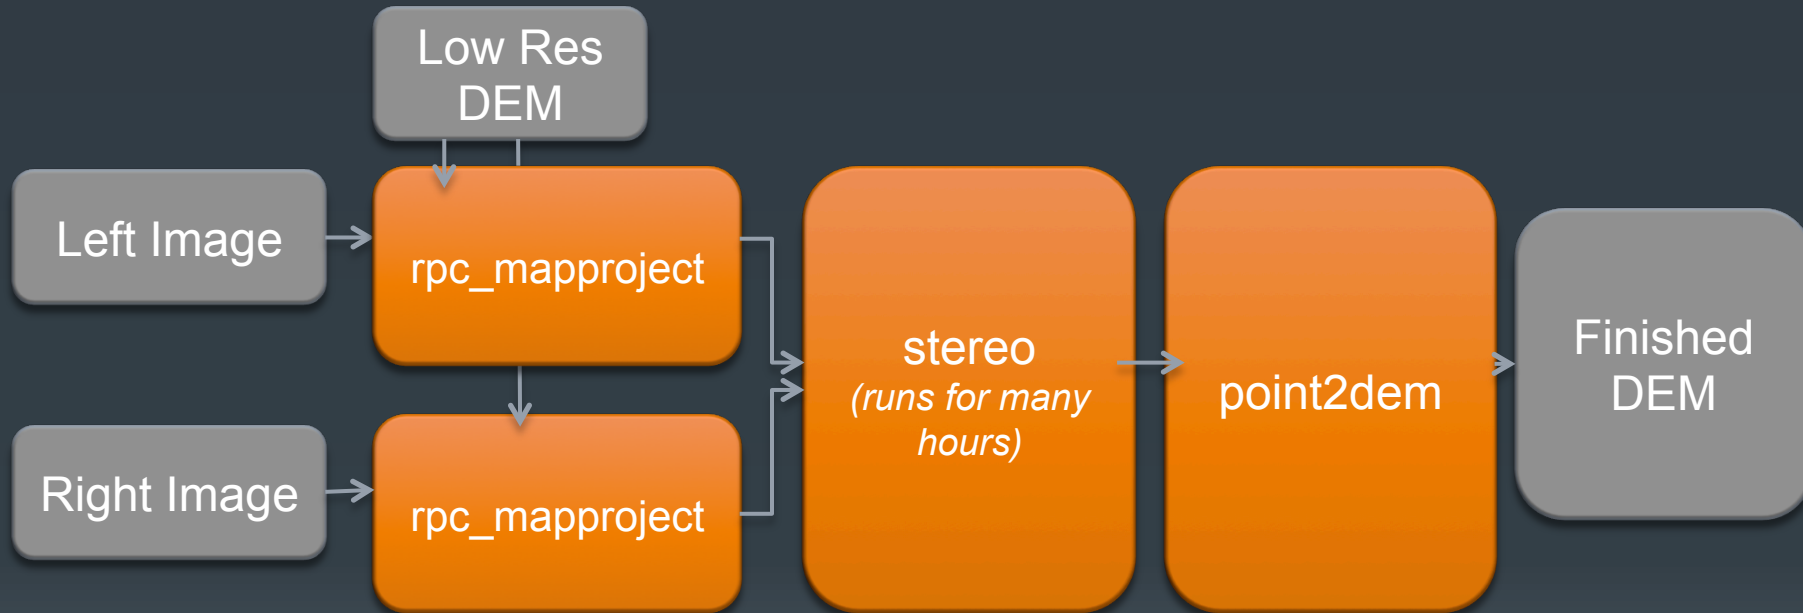 Low Res
DEM
Left Image
rpc_mapproject
Right Image
rpc_mapproject
stereo
(runs for many
hours)
point2dem
Finished
DEM